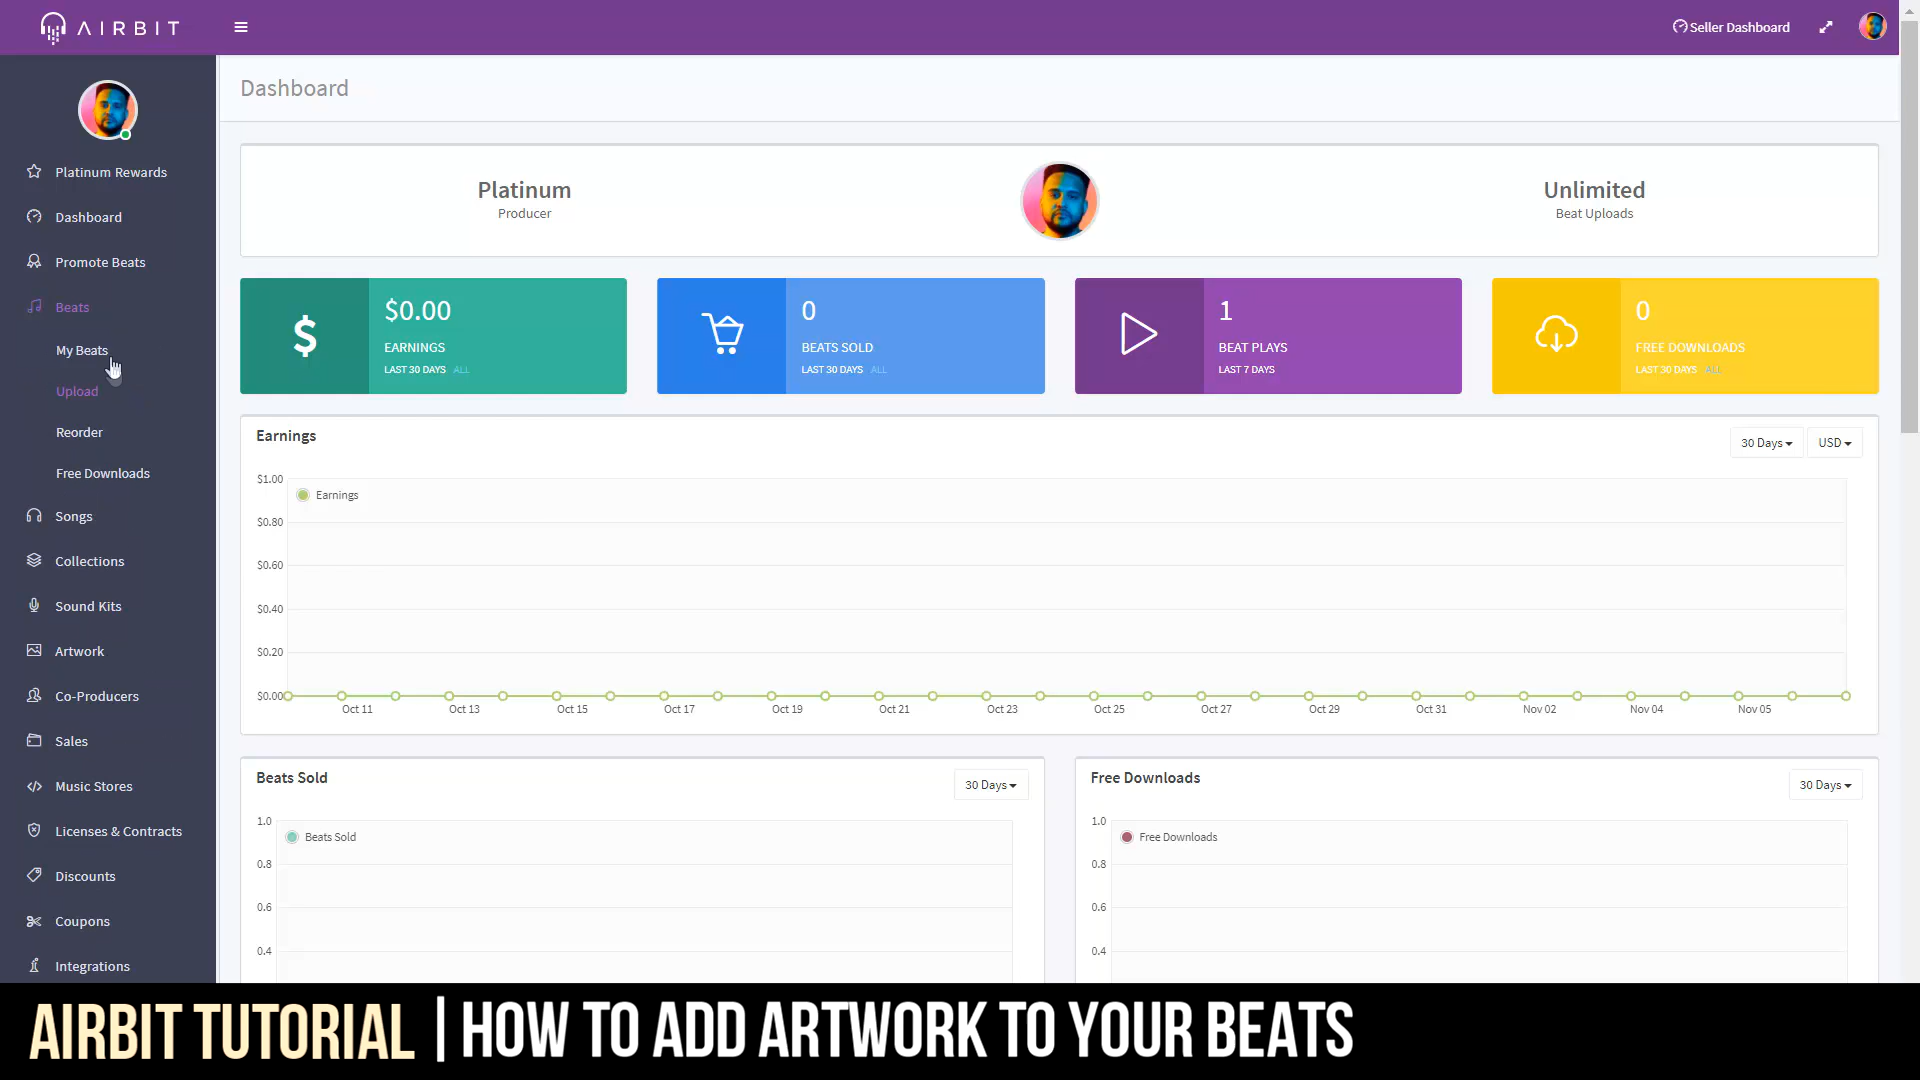 AIRBIT
Seller Dashboard
Platinum Rewards
Dashboard
Promote Beats
Beats
My Beats
Upload
Reorder
Free Downloads
Songs
Collections
Sound Kits
Artwork
Co-Producers
Sales
Music Stores
Licenses & Contracts
Discounts
Coupons
Integrations
Dashboard
Platinum
Producer
Unlimited
Beat Uploads
$0.00
EARNINGS
LAST 30 DAYS ALL
0
BEATS SOLD
LAST 30 DAYS ALL
1
BEAT PLAYS
LAST 7 DAYS
0
FREE DOWNLOADS
LAST 30 DAYS ALL
Earnings
30 Days
USD
Earnings
$1.00
$0.80
$0.60
$0.40
$0.20
$0.00
Oct 11 Oct 13 Oct 15 Oct 17 Oct 19 Oct 21 Oct 23 Oct 25 Oct 27 Oct 29 Oct 31 Nov 02 Nov 04 Nov 05
Beats Sold
30 Days
Beats Sold
1.0
0.8
0.6
0.4
Free Downloads
30 Days
Free Downloads
1.0
0.8
0.6
0.4
AIRBIT TUTORIAL | HOW TO ADD ARTWORK TO YOUR BEATS